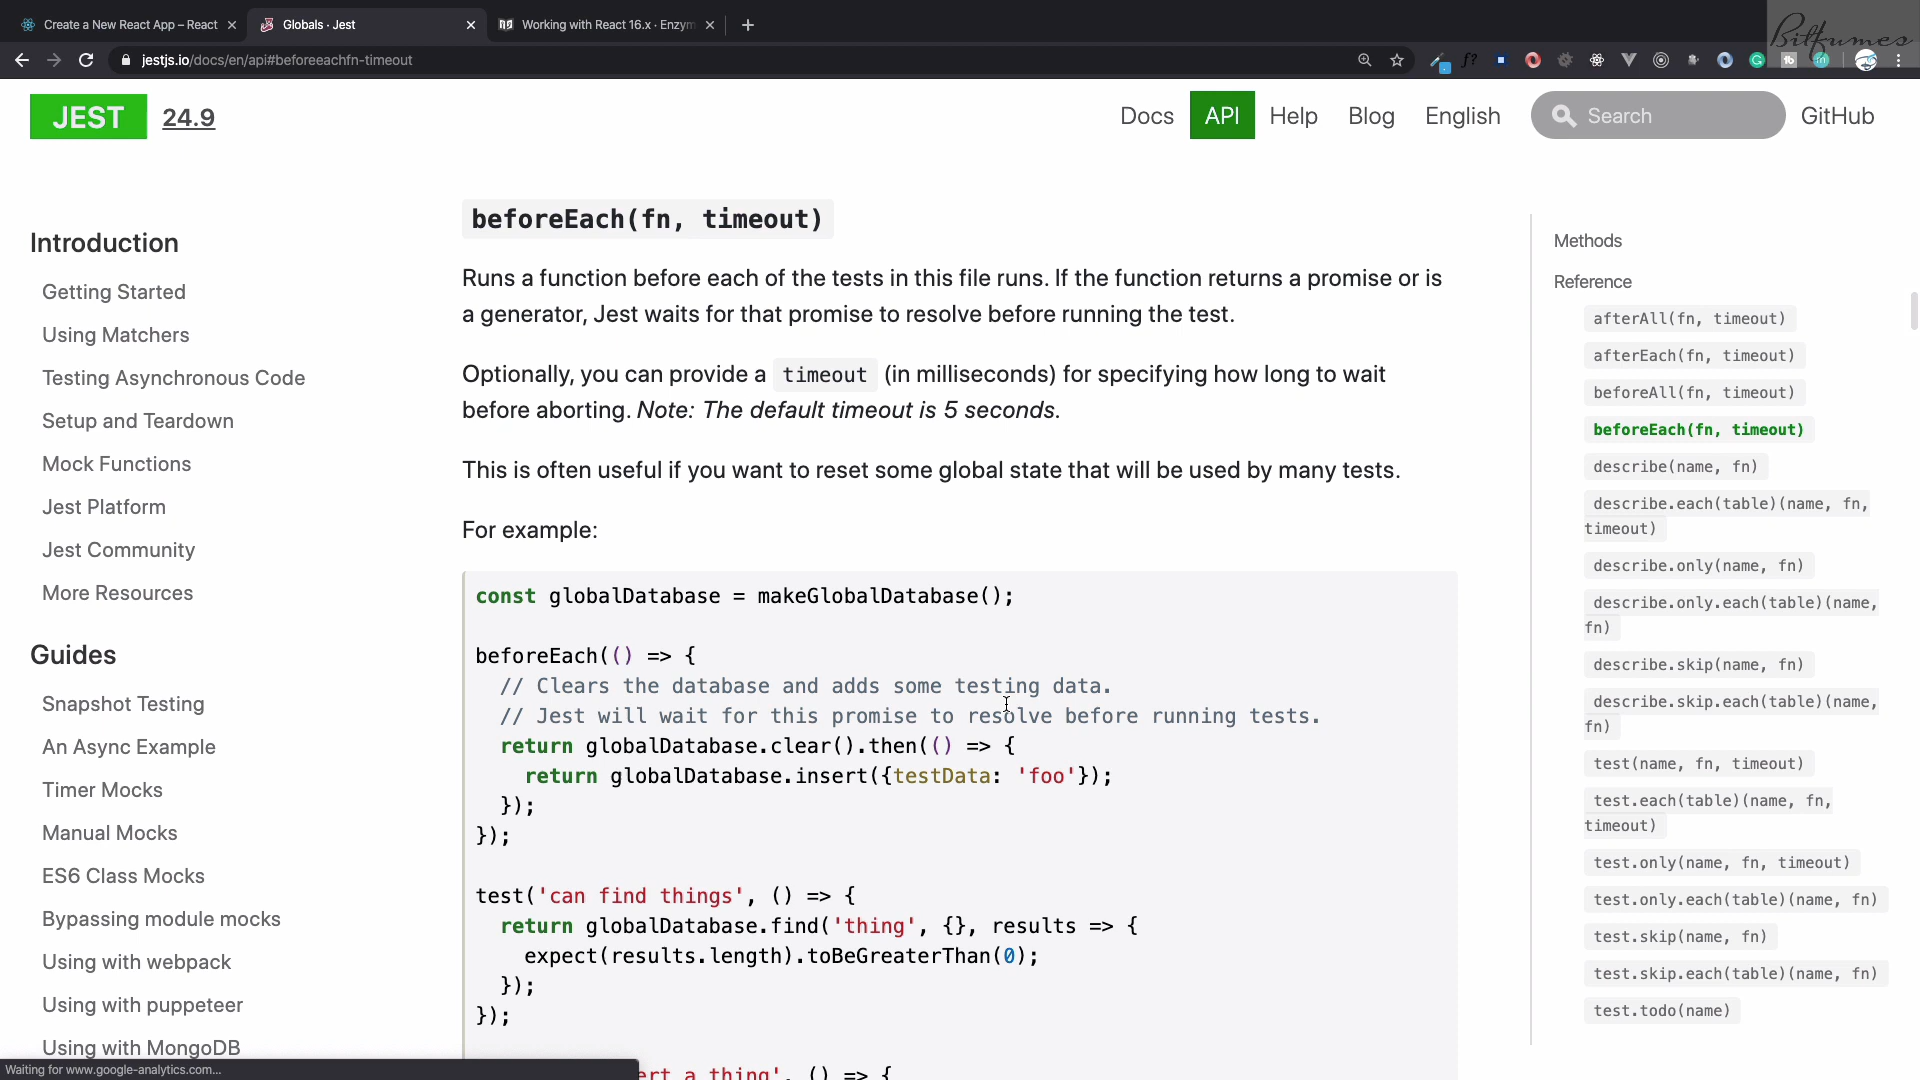 Create a New React App – React
Globals · Jest
Working with React 16.x · Enzym
Bitfumes
jestjs.io/docs/en/api#beforeeachfn-timeout
f?
JEST 24.9
Docs API Help Blog English Search GitHub
Introduction
Getting Started
Using Matchers
Testing Asynchronous Code
Setup and Teardown
Mock Functions
Jest Platform
Jest Community
More Resources
Guides
Snapshot Testing
An Async Example
Timer Mocks
Manual Mocks
ES6 Class Mocks
Bypassing module mocks
Using with webpack
Using with puppeteer
Using with MongoDB
beforeEach(fn, timeout)
Runs a function before each of the tests in this file runs. If the function returns a promise or is
a generator, Jest waits for that promise to resolve before running the test.
Optionally, you can provide a timeout (in milliseconds) for specifying how long to wait
before aborting. Note: The default timeout is 5 seconds.
This is often useful if you want to reset some global state that will be used by many tests.
For example:
const globalDatabase = makeGlobalDatabase();
beforeEach(() => {
// Clears the database and adds some testing data.
// Jest will wait for this promise to resolve before running tests.
return globalDatabase.clear().then(() => {
return globalDatabase.insert({testData: 'foo'});
});
});
test('can find things', () => {
return globalDatabase.find('thing', {}, results => {
expect(results.length).toBeGreaterThan(0);
});
});
ert a thing', () => {
Methods
Reference
afterAll(fn, timeout)
afterEach(fn, timeout)
beforeAll(fn, timeout)
beforeEach(fn, timeout)
describe(name, fn)
describe.each(table)(name, fn,
timeout)
describe.only(name, fn)
describe.only.each(table)(name,
fn)
describe.skip(name, fn)
describe.skip.each(table)(name,
fn)
test(name, fn, timeout)
test.each(table)(name, fn,
timeout)
test.only(name, fn, timeout)
test.only.each(table)(name, fn)
test.skip(name, fn)
test.skip.each(table)(name, fn)
test.todo(name)
Waiting for www.google-analytics.com...